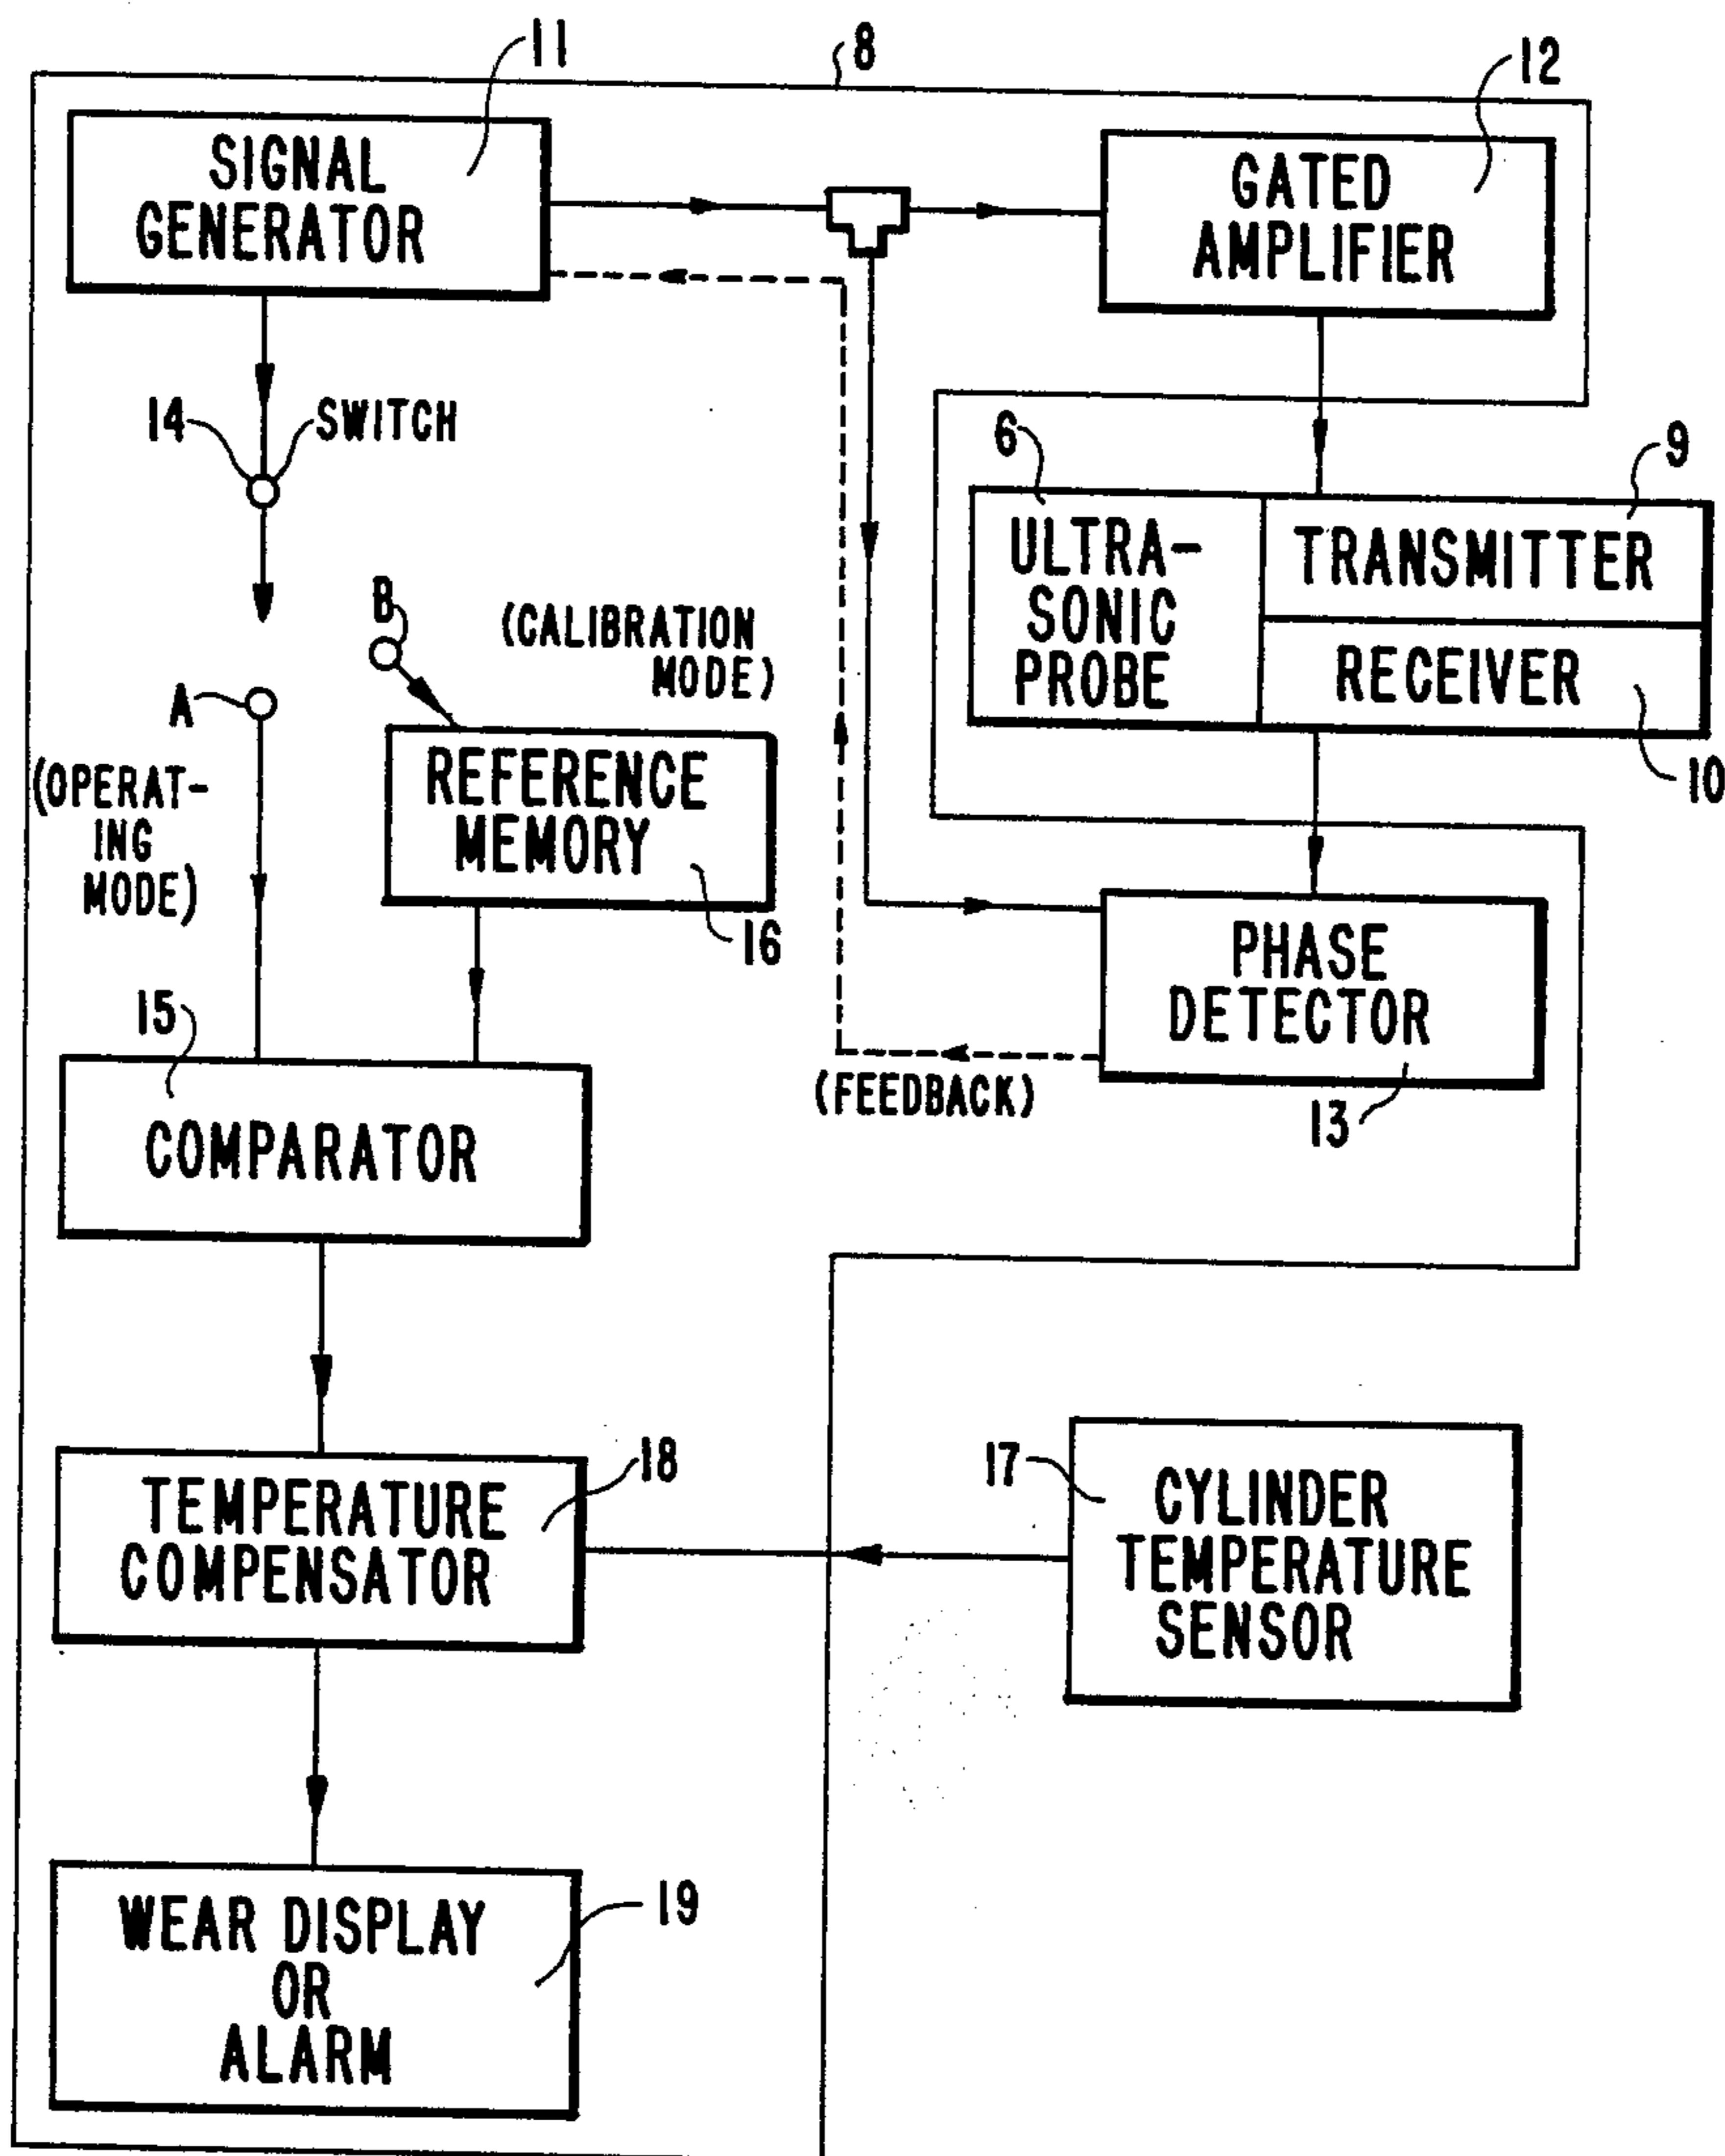 11
8
12
SIGNAL
GENERATOR
GATED
AMPLIFIER
14
SWITCH
6
9
ULTRA-
SONIC
PROBE
TRANSMITTER
RECEIVER
10
B
(CALIBRATION
MODE)
A
(OPERAT-
ING
MODE)
REFERENCE
MEMORY
16
PHASE
DETECTOR
13
(FEEDBACK)
15
COMPARATOR
18
TEMPERATURE
COMPENSATOR
17
CYLINDER
TEMPERATURE
SENSOR
19
WEAR DISPLAY
OR
ALARM